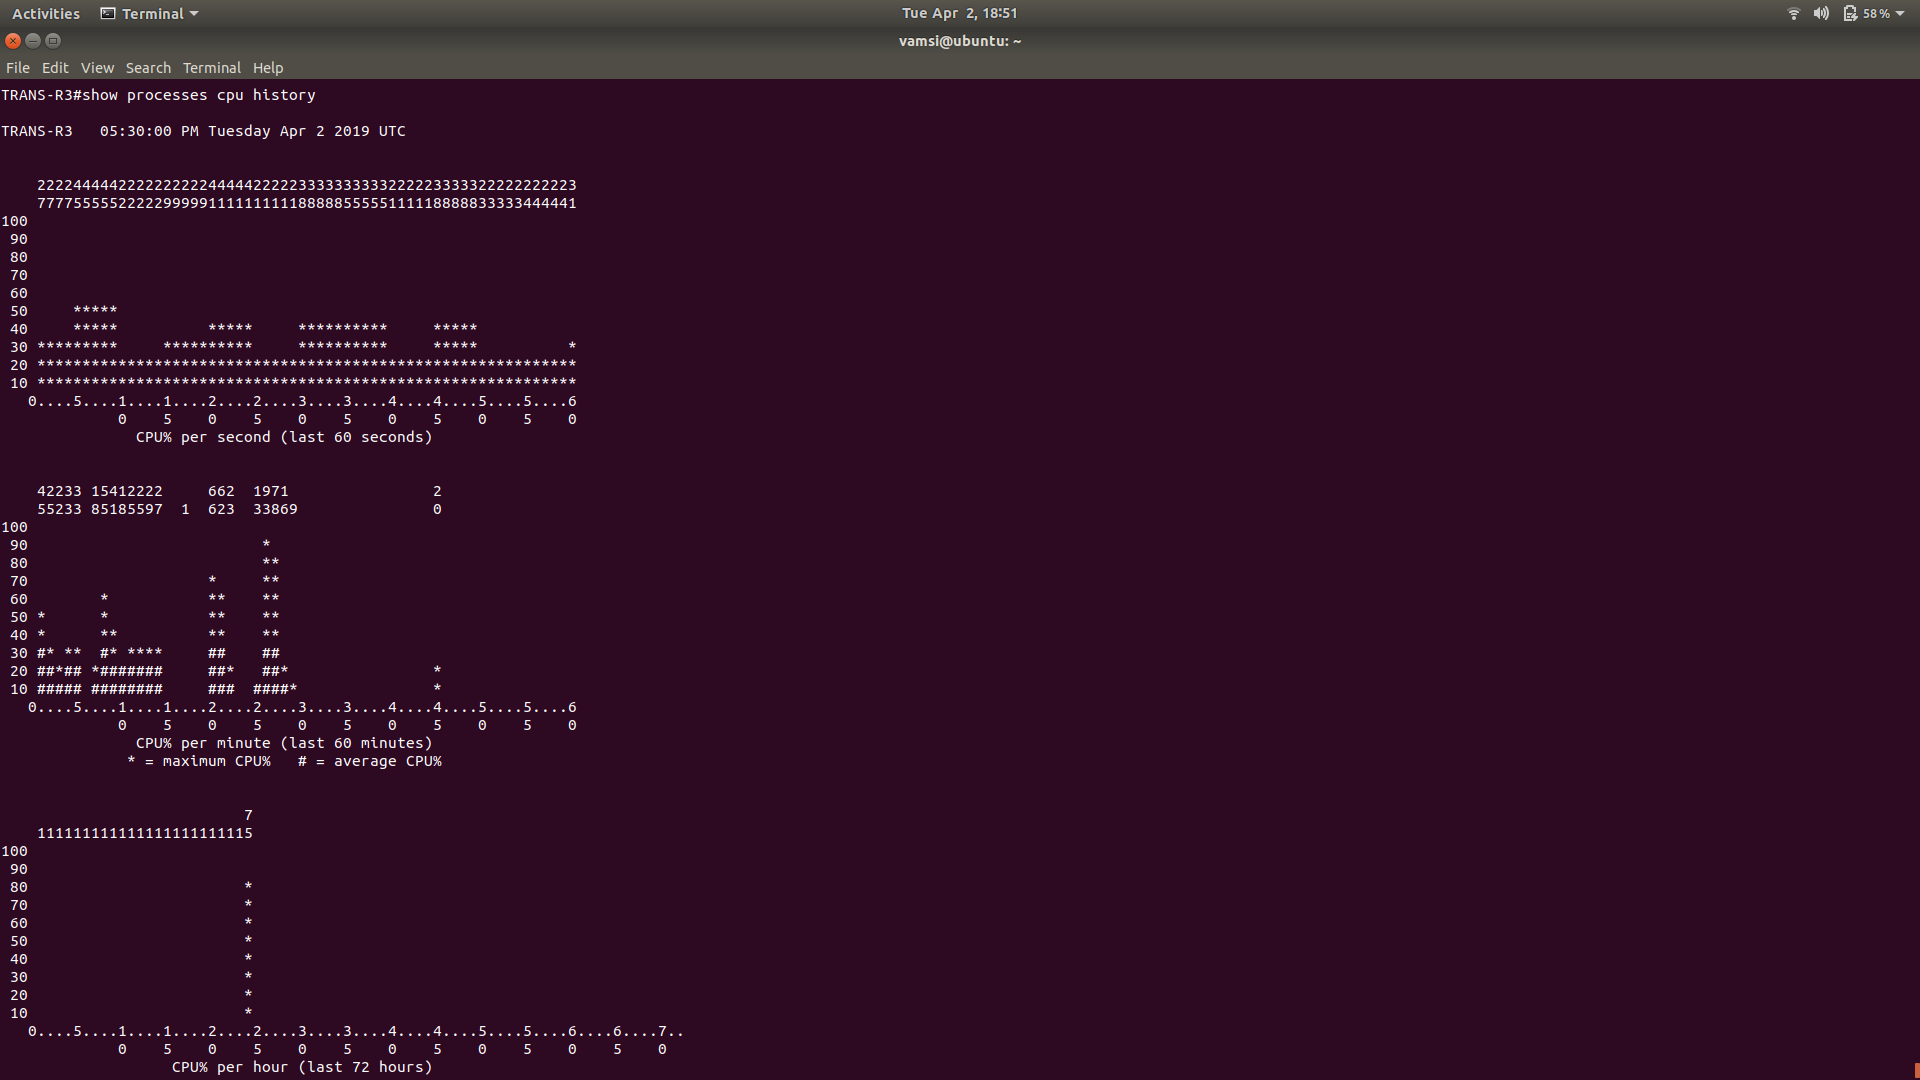 Activities Terminal Tue Apr 2, 18:51 58%
vamsi@ubuntu: ~
File Edit View Search Terminal Help
TRANS-R3#show processes cpu history
TRANS-R3   05:30:00 PM Tuesday Apr 2 2019 UTC
    222244444222222222244444222223333333333222223333322222222223
    777755555222229999911111111118888855555111118888833333444441
100
 90
 80
 70
 60
 50     *****
 40     *****          *****     **********     *****
 30 *********     **********     **********     *****          *
 20 ************************************************************
 10 ************************************************************
   0....5....1....1....2....2....3....3....4....4....5....5....6
             0    5    0    5    0    5    0    5    0    5    0
               CPU% per second (last 60 seconds)
    42233 15412222     662  1971                2
    55233 85185597  1  623  33869               0
100
 90                          *
 80                          **
 70                    *     **
 60        *           **    **
 50 *      *           **    **
 40 *      **          **    **
 30 #* **  #* ****     ##    ##
 20 ##*## *#######     ##*   ##*                *
 10 ##### ########     ###  ####*               *
   0....5....1....1....2....2....3....3....4....4....5....5....6
             0    5    0    5    0    5    0    5    0    5    0
               CPU% per minute (last 60 minutes)
              * = maximum CPU%   # = average CPU%
                           7
    111111111111111111111115
100
 90
 80                        *
 70                        *
 60                        *
 50                        *
 40                        *
 30                        *
 20                        *
 10                        *
   0....5....1....1....2....2....3....3....4....4....5....5....6....6....7..
             0    5    0    5    0    5    0    5    0    5    0    5    0
                   CPU% per hour (last 72 hours)